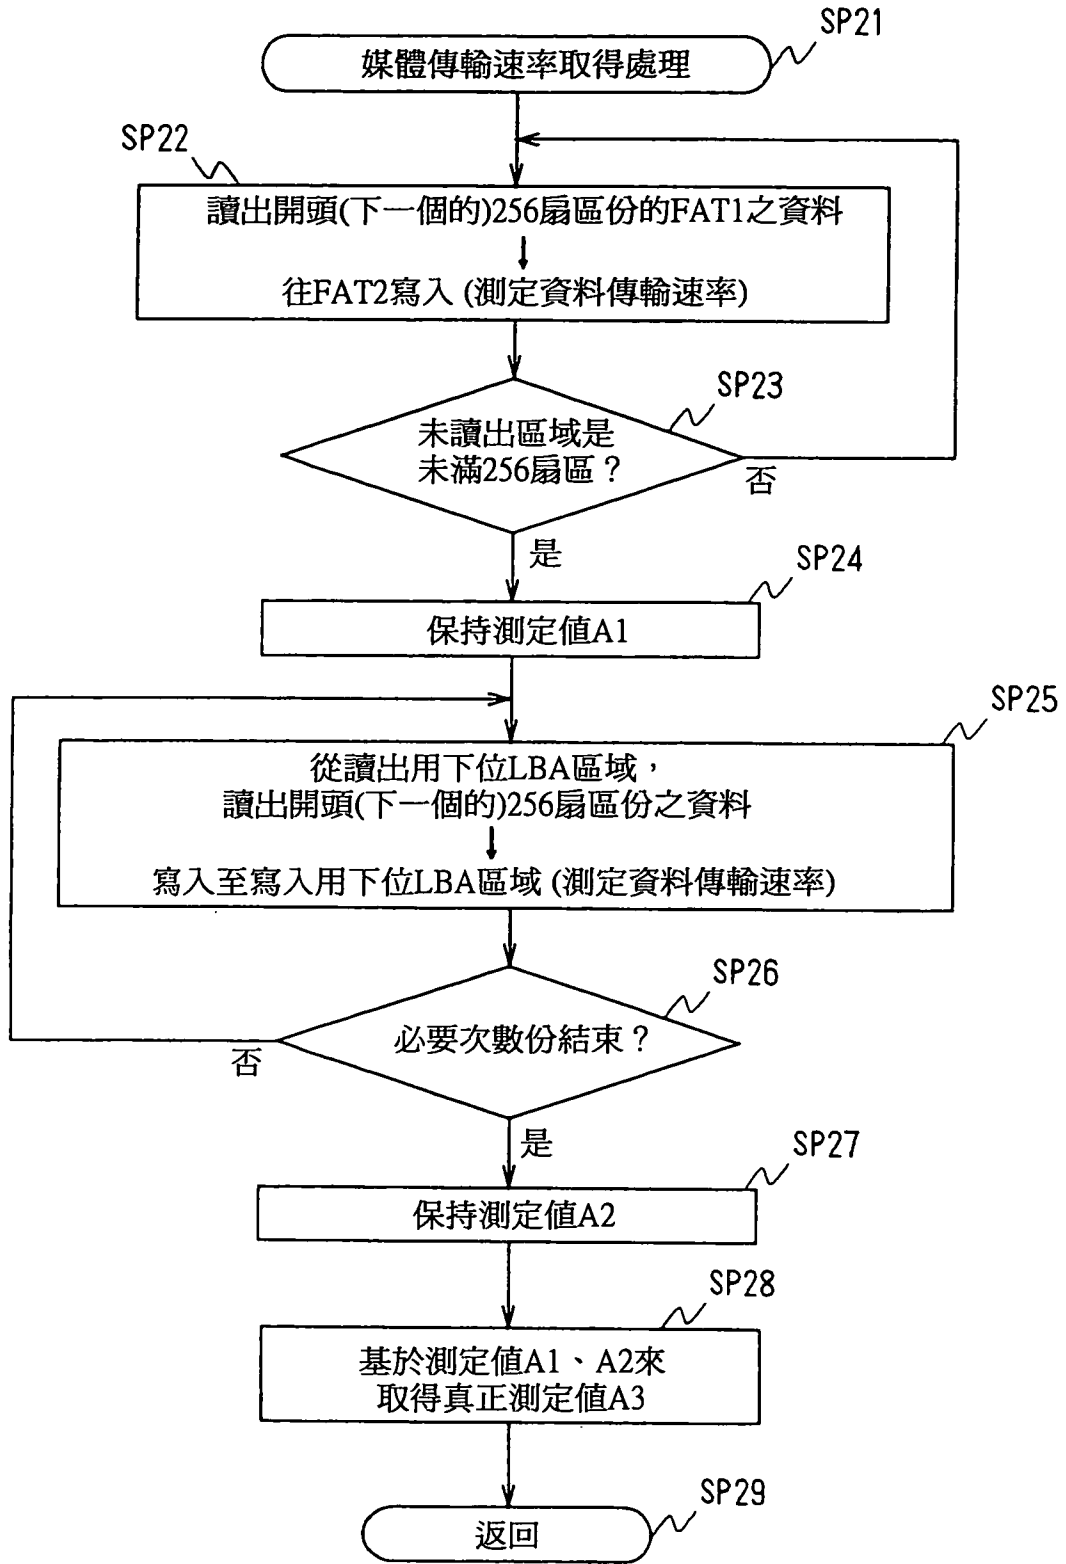 SP21
媒體傳輸速率取得處理
SP22
讀出開頭(下一個的)256扇區份的FAT1之資料
往FAT2寫入(測定資料傳輸速率)
SP23
未讀出區域是
未滿256扇區?
否
是
SP24
保持測定值A1
SP25
從讀出用下位LBA區域,
讀出開頭(下一個的)256扇區份之資料
寫入至寫入用下位LBA區域(測定資料傳輸速率)
SP26
必要次數份結束?
否
是
SP27
保持測定值A2
SP28
基於測定值A1、A2來
取得真正測定值A3
SP29
返回